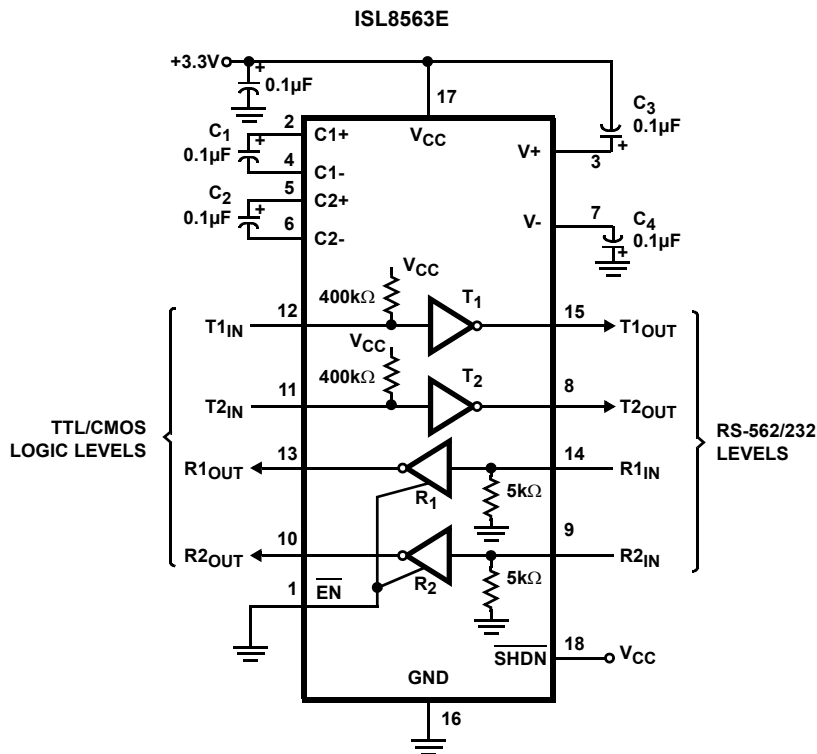 ISL8563E
+3.3V
+
0.1µF
17
2
C1+
VCC
C3
0.1µF
+
C1
0.1µF
+
4
C1-
V+
3
C2
0.1µF
+
5
C2+
6
C2-
V-
7
C4
0.1µF
+
VCC
400kΩ
T1
T1IN
12
15
T1OUT
VCC
400kΩ
T2
T2IN
11
8
T2OUT
TTL/CMOS
LOGIC LEVELS
RS-562/232
LEVELS
R1OUT
13
R1
14
R1IN
5kΩ
R2OUT
10
R2
9
R2IN
5kΩ
1
EN
SHDN
18
VCC
GND
16